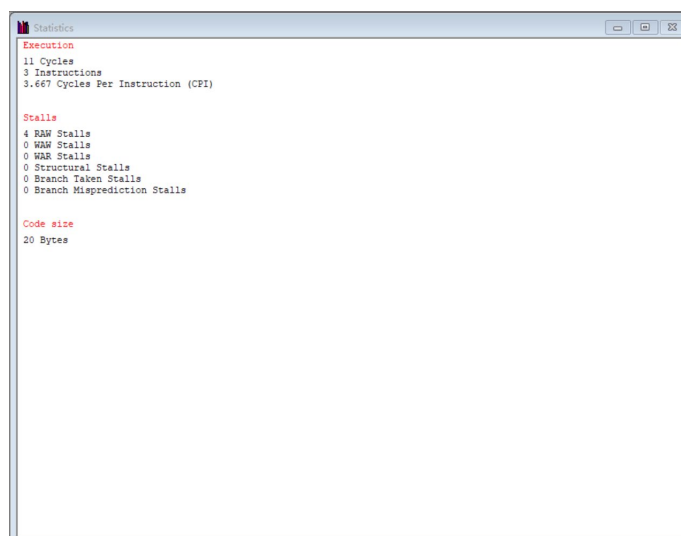 Statistics
Execution
11 Cycles
3 Instructions
3.667 Cycles Per Instruction (CPI)
Stalls
4 RAW Stalls
0 WAW Stalls
0 WAR Stalls
0 Structural Stalls
0 Branch Taken Stalls
0 Branch Misprediction Stalls
Code size
20 Bytes